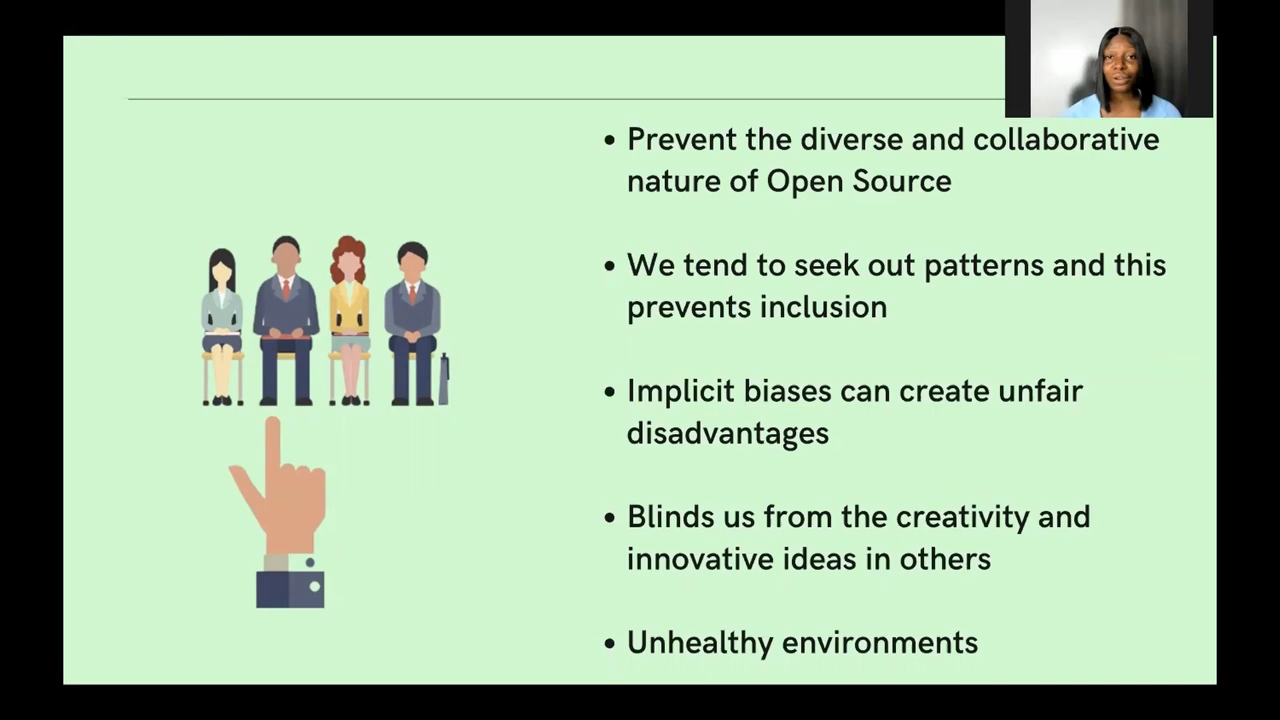 • Prevent the diverse and collaborative
nature of Open Source
• We tend to seek out patterns and this
prevents inclusion
• Implicit biases can create unfair
disadvantages
• Blinds us from the creativity and
innovative ideas in others
• Unhealthy environments